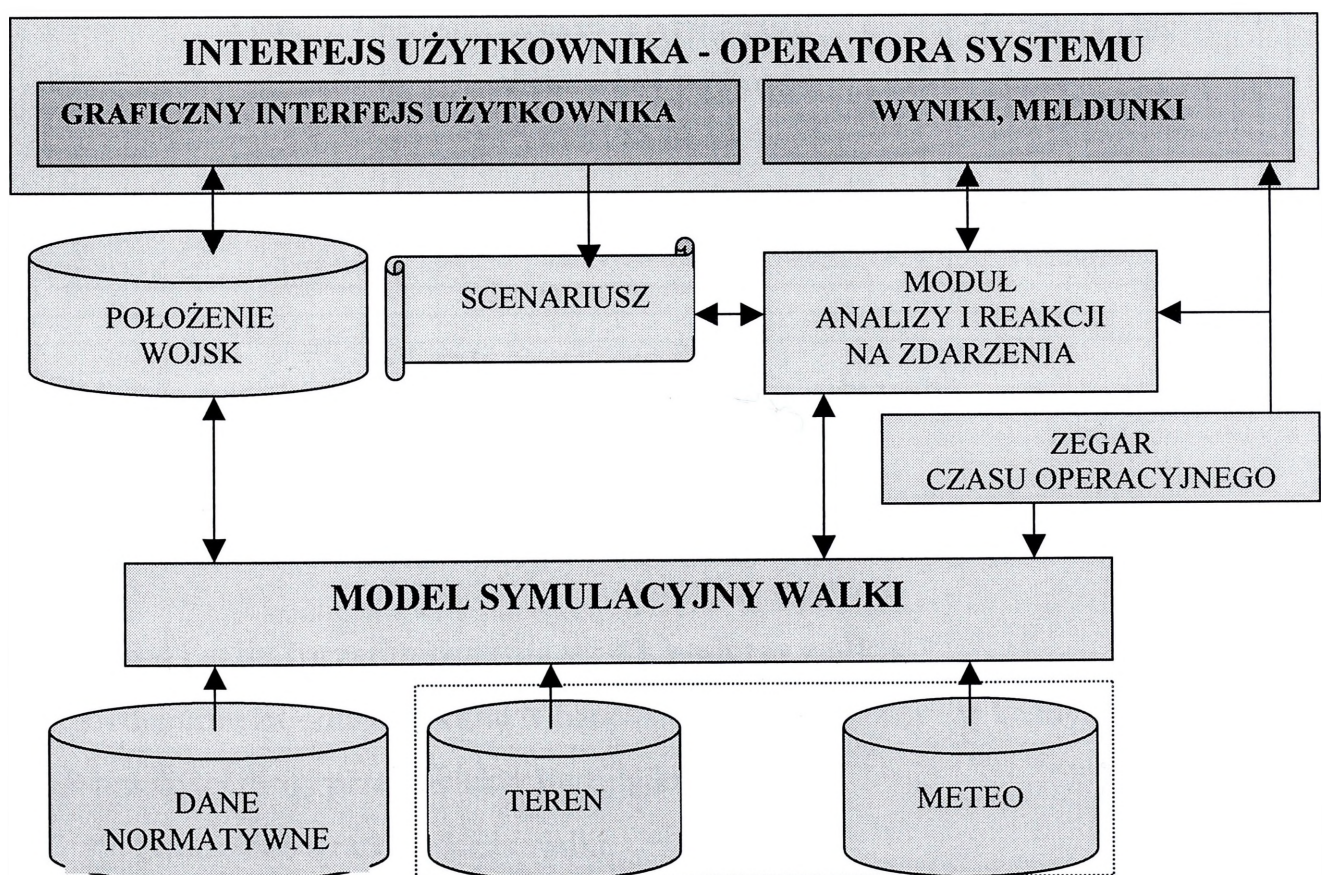 INTERFEJS UŻYTKOWNIKA - OPERATORA SYSTEMU
GRAFICZNY INTERFEJS UŻYTKOWNIKA
WYNIKI, MELDUNKI
POŁOŻENIE
WOJSK
SCENARIUSZ
MODUŁ
ANALIZY I REAKCJI
NA ZDARZENIA
ZEGAR
CZASU OPERACYJNEGO
MODEL SYMULACYJNY WALKI
DANE
NORMATYWNE
TEREN
METEO